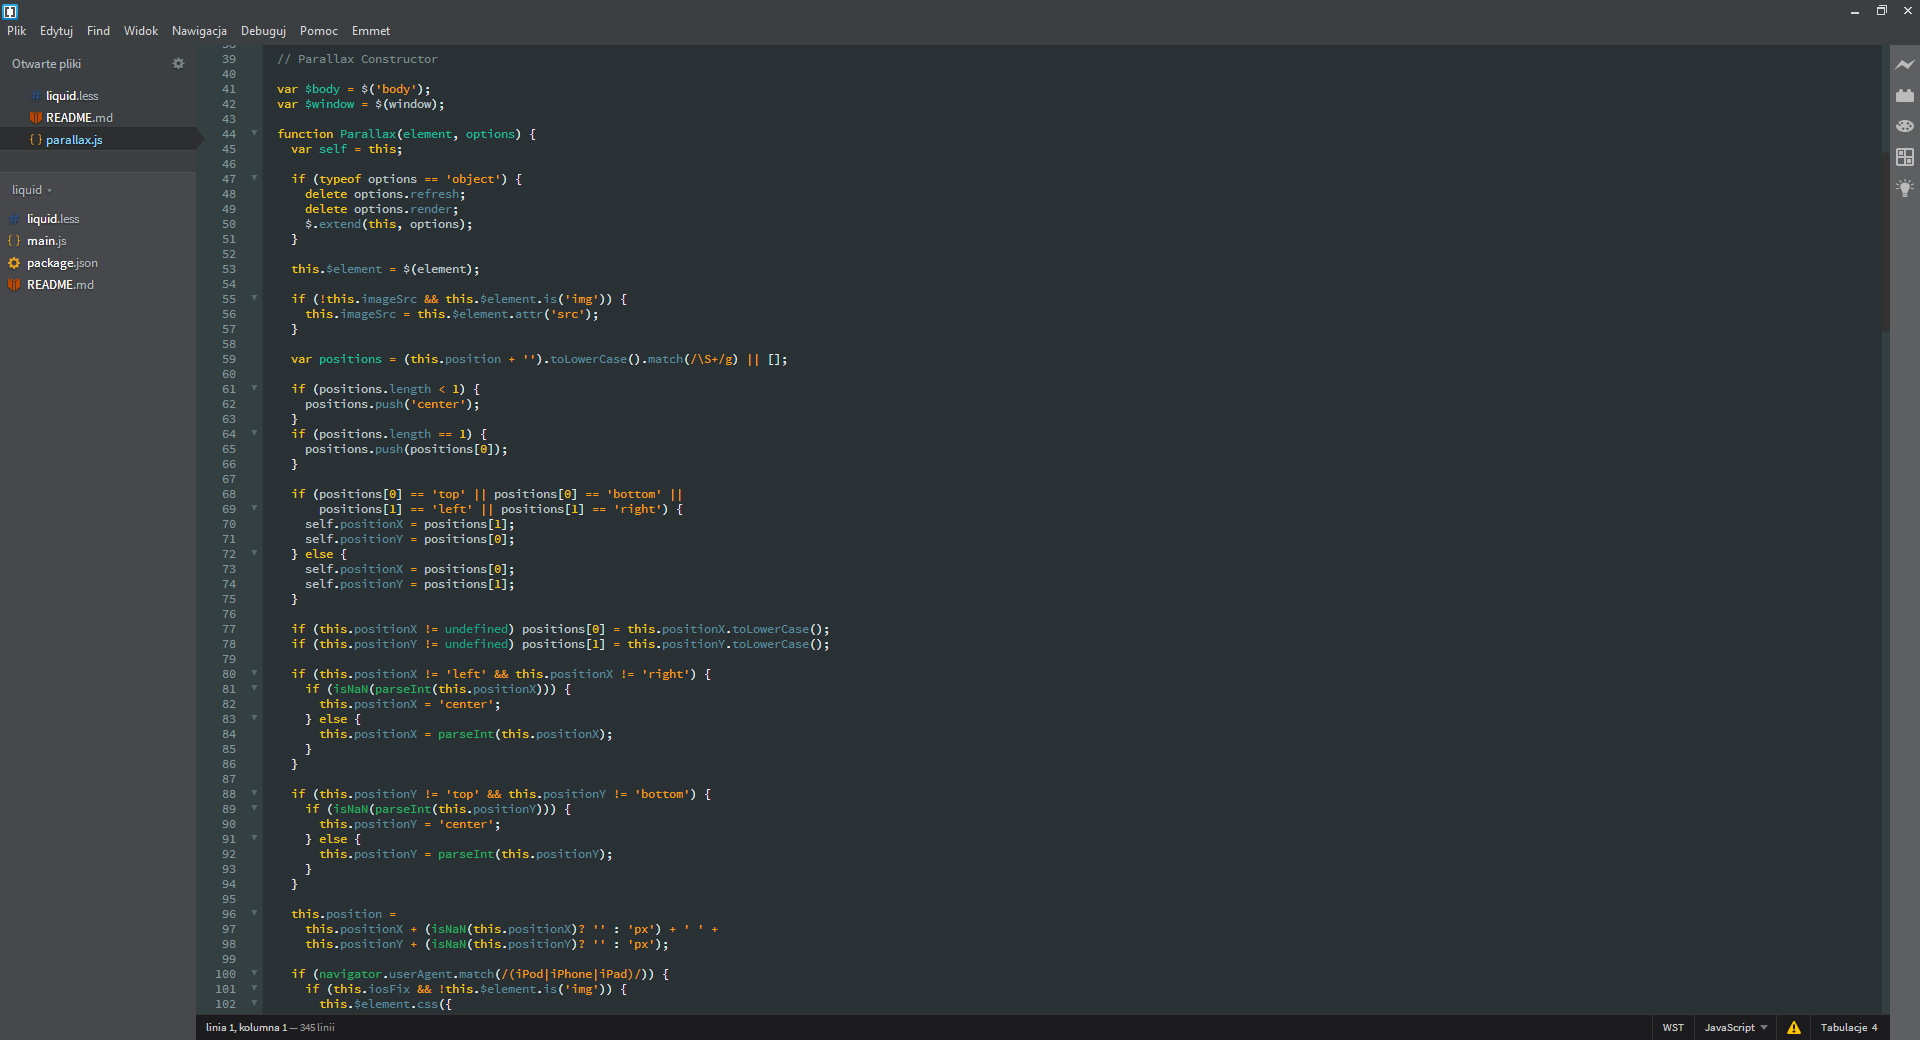 Plik Edytuj Find Widok Nawigacja Debuguj Pomoc Emmet
Otwarte pliki
liquid.less
README.md
{ } parallax.js
liquid
liquid.less
{ } main.js
package.json
README.md
38
39 // Parallax Constructor
40
41 var $body = $('body');
42 var $window = $(window);
43
44 function Parallax(element, options) {
45 var self = this;
46
47 if (typeof options == 'object') {
48 delete options.refresh;
49 delete options.render;
50 $.extend(this, options);
51 }
52
53 this.$element = $(element);
54
55 if (!this.imageSrc && this.$element.is('img')) {
56 this.imageSrc = this.$element.attr('src');
57 }
58
59 var positions = (this.position + '').toLowerCase().match(/\S+/g) || [];
60
61 if (positions.length < 1) {
62 positions.push('center');
63 }
64 if (positions.length == 1) {
65 positions.push(positions[0]);
66 }
67
68 if (positions[0] == 'top' || positions[0] == 'bottom' ||
69 positions[1] == 'left' || positions[1] == 'right') {
70 self.positionX = positions[1];
71 self.positionY = positions[0];
72 } else {
73 self.positionX = positions[0];
74 self.positionY = positions[1];
75 }
76
77 if (this.positionX != undefined) positions[0] = this.positionX.toLowerCase();
78 if (this.positionY != undefined) positions[1] = this.positionY.toLowerCase();
79
80 if (this.positionX != 'left' && this.positionX != 'right') {
81 if (isNaN(parseInt(this.positionX))) {
82 this.positionX = 'center';
83 } else {
84 this.positionX = parseInt(this.positionX);
85 }
86 }
87
88 if (this.positionY != 'top' && this.positionY != 'bottom') {
89 if (isNaN(parseInt(this.positionY))) {
90 this.positionY = 'center';
91 } else {
92 this.positionY = parseInt(this.positionY);
93 }
94 }
95
96 this.position =
97 this.positionX + (isNaN(this.positionX)? '' : 'px') + ' ' +
98 this.positionY + (isNaN(this.positionY)? '' : 'px');
99
100 if (navigator.userAgent.match(/(iPod|iPhone|iPad)/)) {
101 if (this.iosFix && !this.$element.is('img')) {
102 this.$element.css({
linia 1, kolumna 1 — 345 linii
WST JavaScript Tabulacje 4